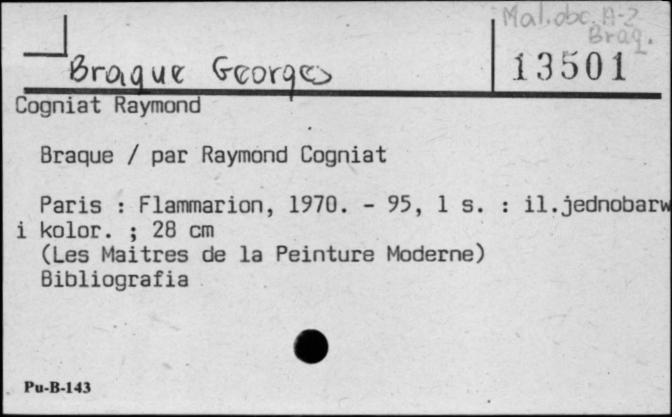 Mal. obc. A-Z
Braq.
Braque Georges
13501
Cogniat Raymond
Braque / par Raymond Cogniat
Paris : Flammarion, 1970. - 95, 1 s. : il.jednobarw
i kolor. ; 28 cm
(Les Maitres de la Peinture Moderne)
Bibliografia
Pu-B-143